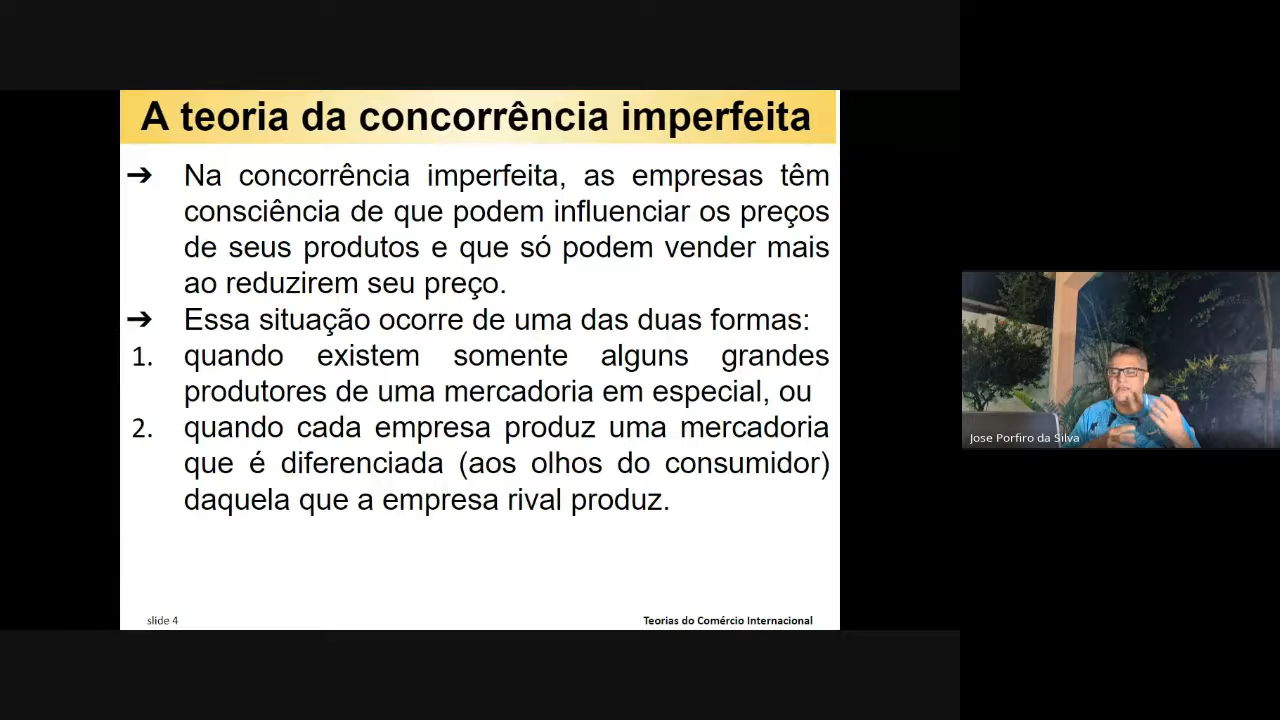 A teoria da concorrência imperfeita
➔ Na concorrência imperfeita, as empresas têm
consciência de que podem influenciar os preços
de seus produtos e que só podem vender mais
ao reduzirem seu preço.
➔ Essa situação ocorre de uma das duas formas:
1. quando existem somente alguns grandes
produtores de uma mercadoria em especial, ou
2. quando cada empresa produz uma mercadoria
que é diferenciada (aos olhos do consumidor)
daquela que a empresa rival produz.
slide 4
Teorias do Comércio Internacional
Jose Porfiro da Silva